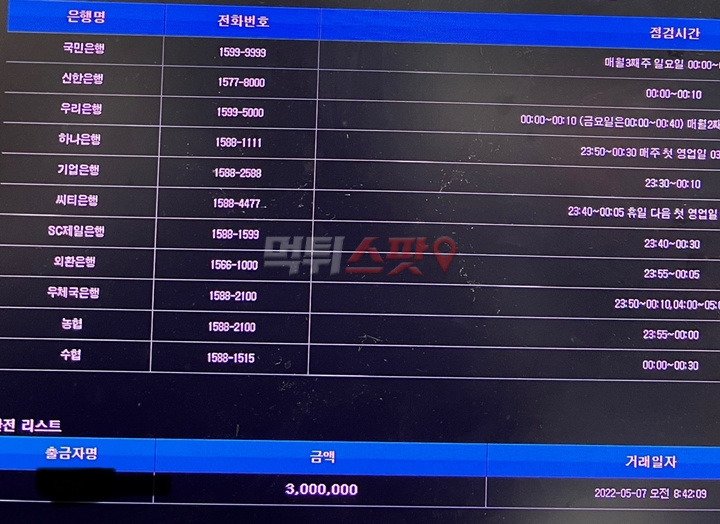 은행명 전화번호 점검시간
국민은행 1599-9999 매월3째주 일요일 00:00~
신한은행 1577-8000 00:00~00:10
우리은행 1599-5000 00:00~00:10 (금요일은00:00~00:40) 매월2째
하나은행 1588-1111 23:50~00:30 매주 첫 영업일 03
기업은행 1588-2588 23:30~00:10
씨티은행 1588-4477 23:40~00:05 휴일 다음 첫 영업일
SC제일은행 1588-1599 23:40~00:30
먹튀스팟
외환은행 1566-1000 23:55~00:05
우체국은행 1588-2100 23:50~00:10,04:00~05:0
농협 1588-2100 23:55~00:00
수협 1588-1515 00:00~00:30
전 리스트
출금자명 금액 거래일자
3,000,000 2022-05-07 오전 8:42:09